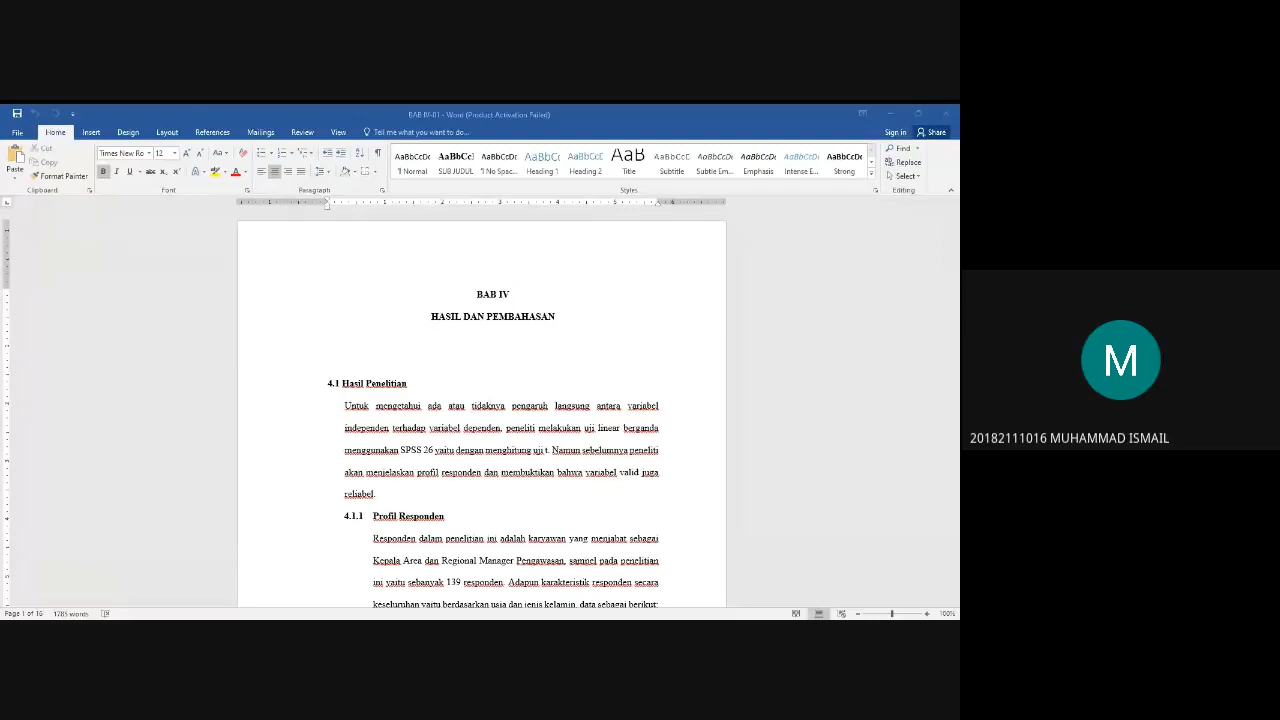 BAB IV-01 - Word (Product Activation Failed)
File Home Insert Design Layout References Mailings Review View Tell me what you want to do... Sign in Share
Cut
Copy
Format Painter
Paste
Clipboard
Times New Ro 12
Font
Paragraph
AaBbCcDc AaBbCcI AaBbCcDc AaBbCc AaBbCcE AaB AaBbCcE AaBbCcDc AaBbCcDc AaBbCcDc AaBbCcDc
¶ Normal SUB JUDUL ¶ No Spac... Heading 1 Heading 2 Title Subtitle Subtle Em... Emphasis Intense E... Strong
Styles
Find
Replace
Select
Editing
BAB IV
HASIL DAN PEMBAHASAN
4.1 Hasil Penelitian
Untuk mengetahui ada atau tidaknya pengaruh langsung antara variabel
independen terhadap variabel dependen, peneliti melakukan uji linear berganda
menggunakan SPSS 26 yaitu dengan menghitung uji t. Namun sebelumnya peneliti
akan menjelaskan profil responden dan membuktikan bahwa variabel valid juga
reliabel.
4.1.1 Profil Responden
Responden dalam penelitian ini adalah karyawan yang menjabat sebagai
Kepala Area dan Regional Manager Pengawasan, sampel pada penelitian
ini yaitu sebanyak 139 responden. Adapun karakteristik responden secara
keseluruhan yaitu berdasarkan usia dan jenis kelamin, data sebagai berikut:
Page 1 of 16 1785 words 100%
M
20182111016 MUHAMMAD ISMAIL